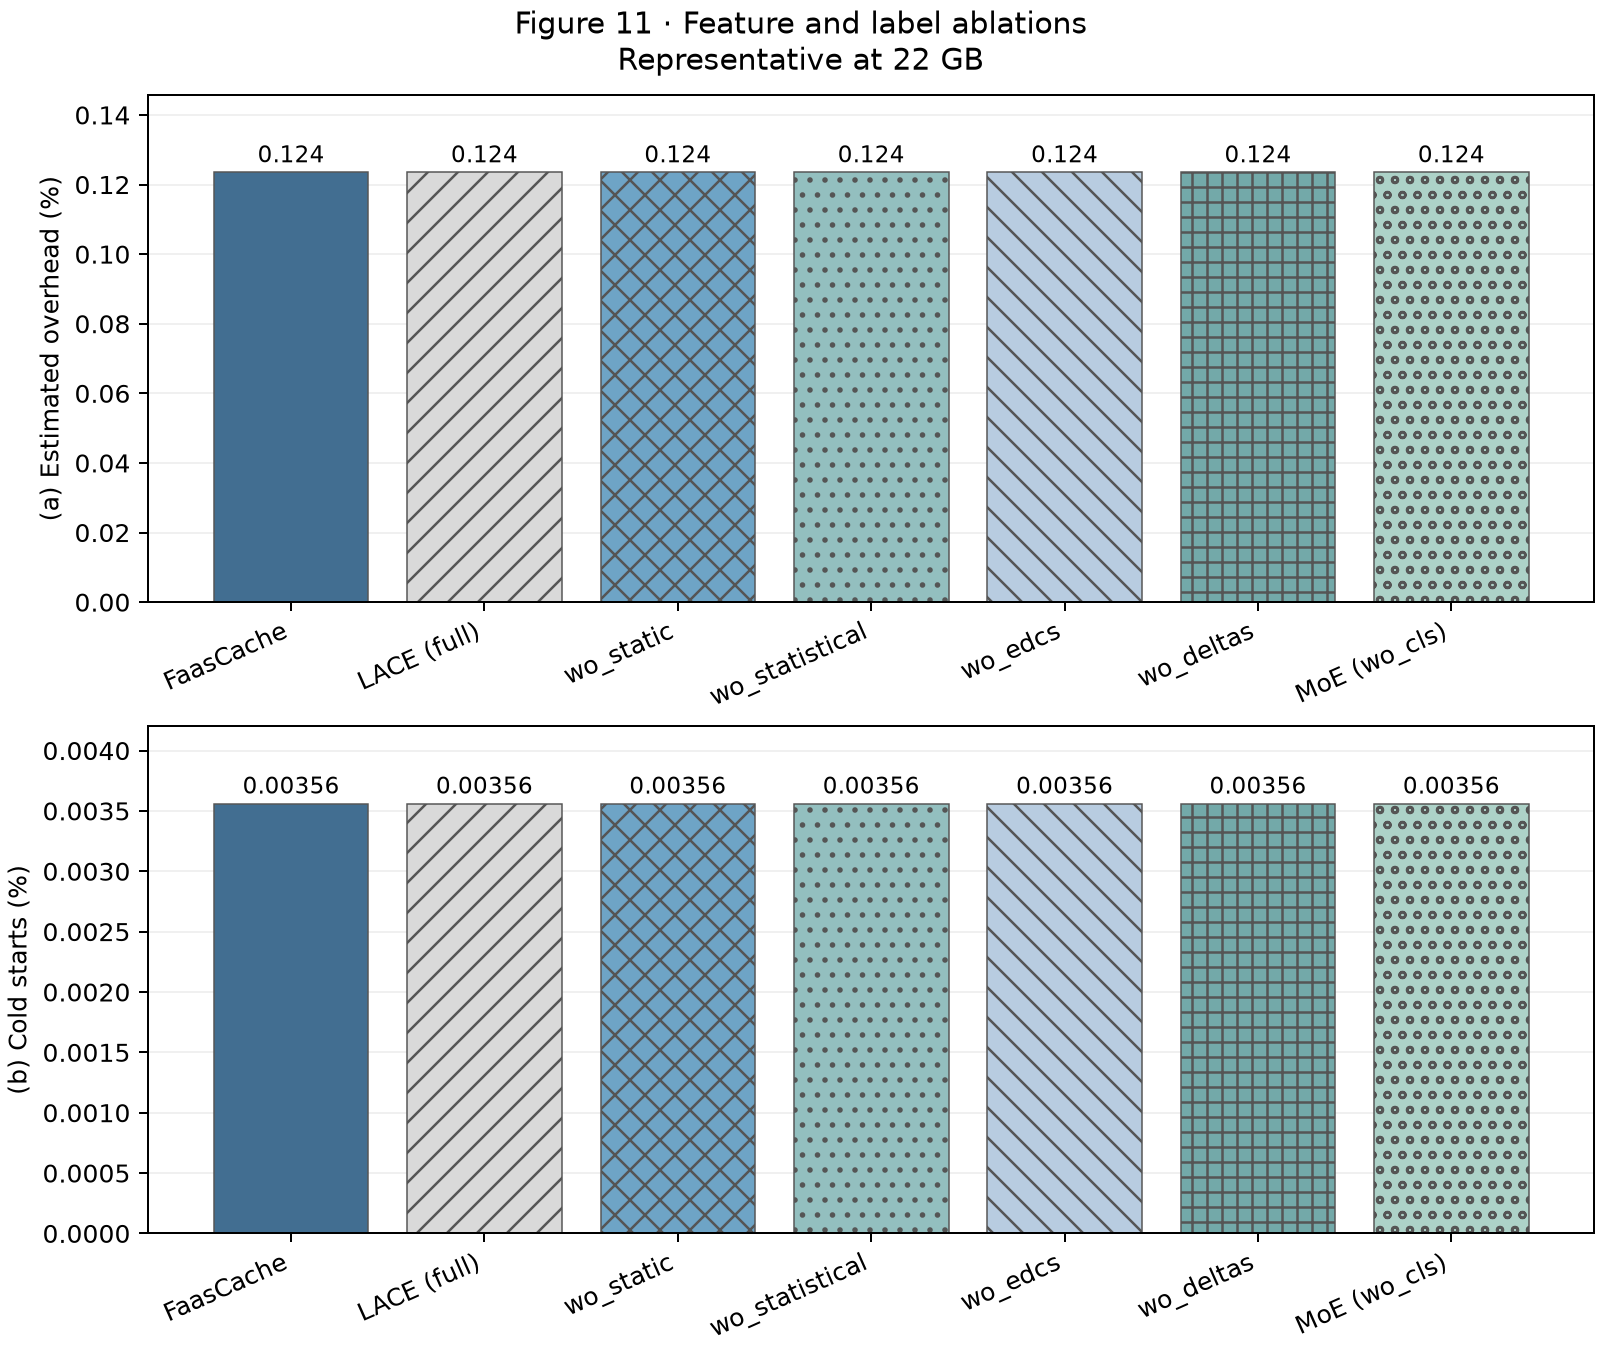 Figure 11 · Feature and label ablations
Representative at 22 GB
(a) Estimated overhead (%)
0.14
0.12
0.10
0.08
0.06
0.04
0.02
0.00
0.124 0.124 0.124 0.124 0.124 0.124 0.124
FaasCache LACE (full) wo_static wo_statistical wo_edcs wo_deltas MoE (wo_cls)
(b) Cold starts (%)
0.0040
0.0035
0.0030
0.0025
0.0020
0.0015
0.0010
0.0005
0.0000
0.00356 0.00356 0.00356 0.00356 0.00356 0.00356 0.00356
FaasCache LACE (full) wo_static wo_statistical wo_edcs wo_deltas MoE (wo_cls)